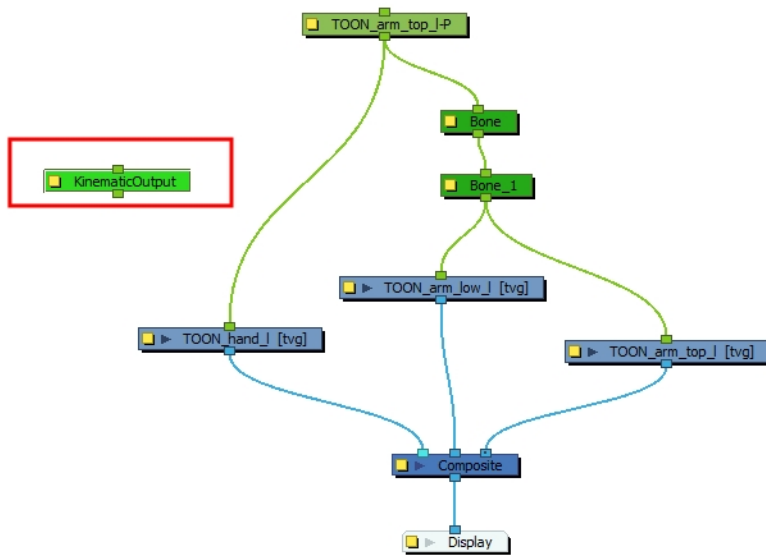 TOON_arm_top_l-P
Bone
KinematicOutput
Bone_1
TOON_arm_low_l [tvg]
TOON_hand_l [tvg]
TOON_arm_top_l [tvg]
Composite
Display